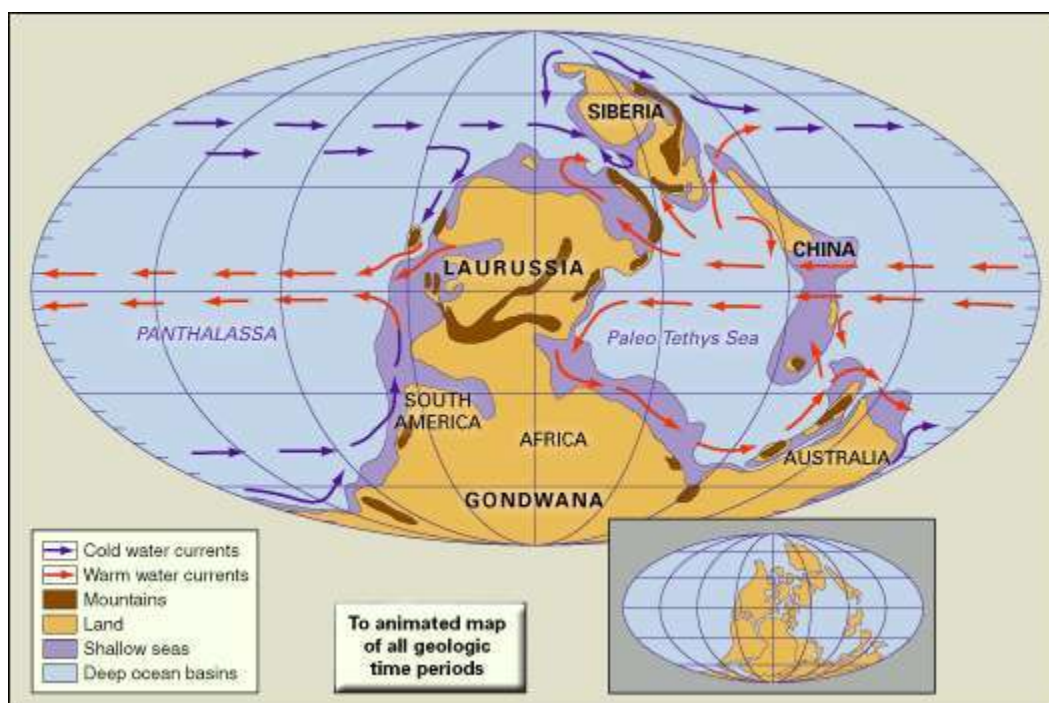 SIBERIA
CHINA
LAURUSSIA
PANTHALASSA
Paleo Tethys Sea
SOUTH
AMERICA
AFRICA
AUSTRALIA
GONDWANA
Cold water currents
Warm water currents
Mountains
Land
Shallow seas
Deep ocean basins
To animated map
of all geologic
time periods